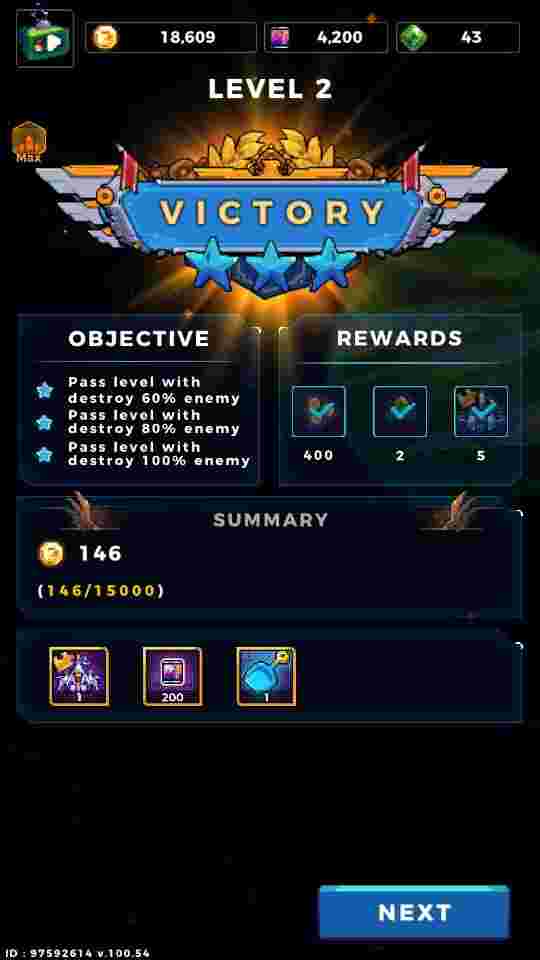 18,609 4,200 43
LEVEL 2
Max
VICTORY
OBJECTIVE
Pass level with
destroy 60% enemy
Pass level with
destroy 80% enemy
Pass level with
destroy 100% enemy
REWARDS
400 2 5
SUMMARY
146
(146/15000)
1 200 1
NEXT
ID : 97592614 v.100.54